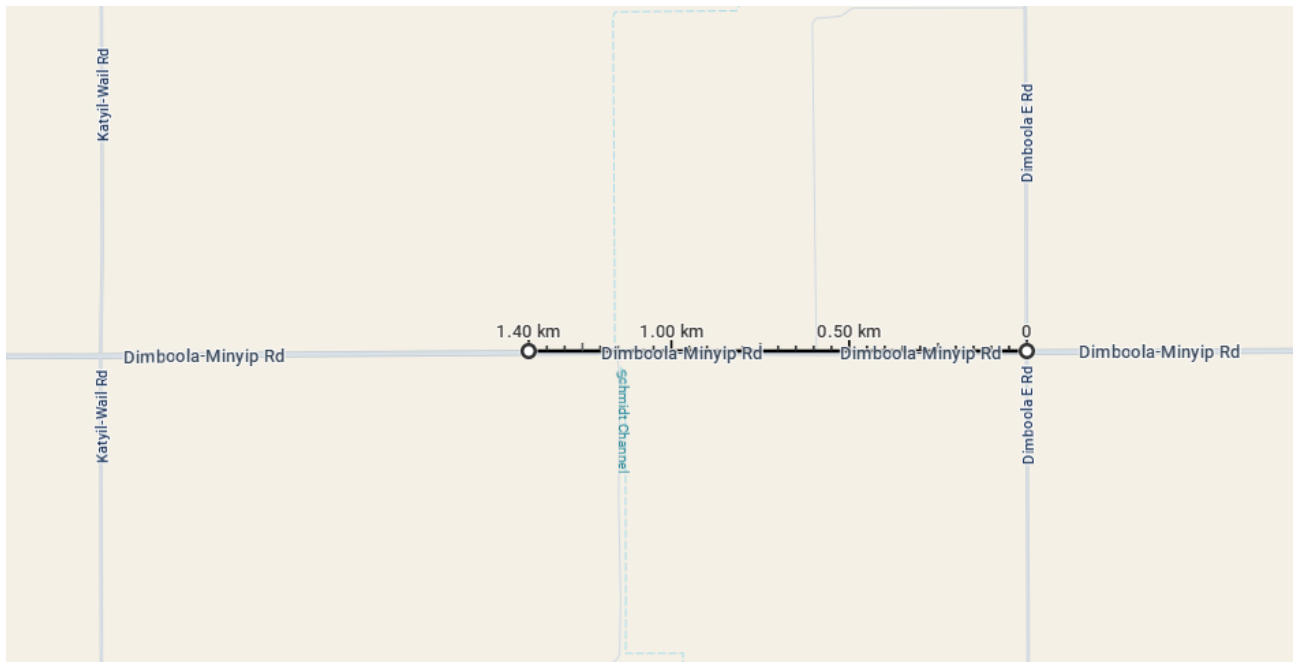 Katyil-Wail Rd
Dimboola E Rd
1.40 km
1.00 km
0.50 km
0
Dimboola-Minyip Rd
Dimboola-Minyip Rd
Dimboola-Minyip Rd
Dimboola-Minyip Rd
Katyil-Wail Rd
Schmidt Channel
Dimboola E Rd